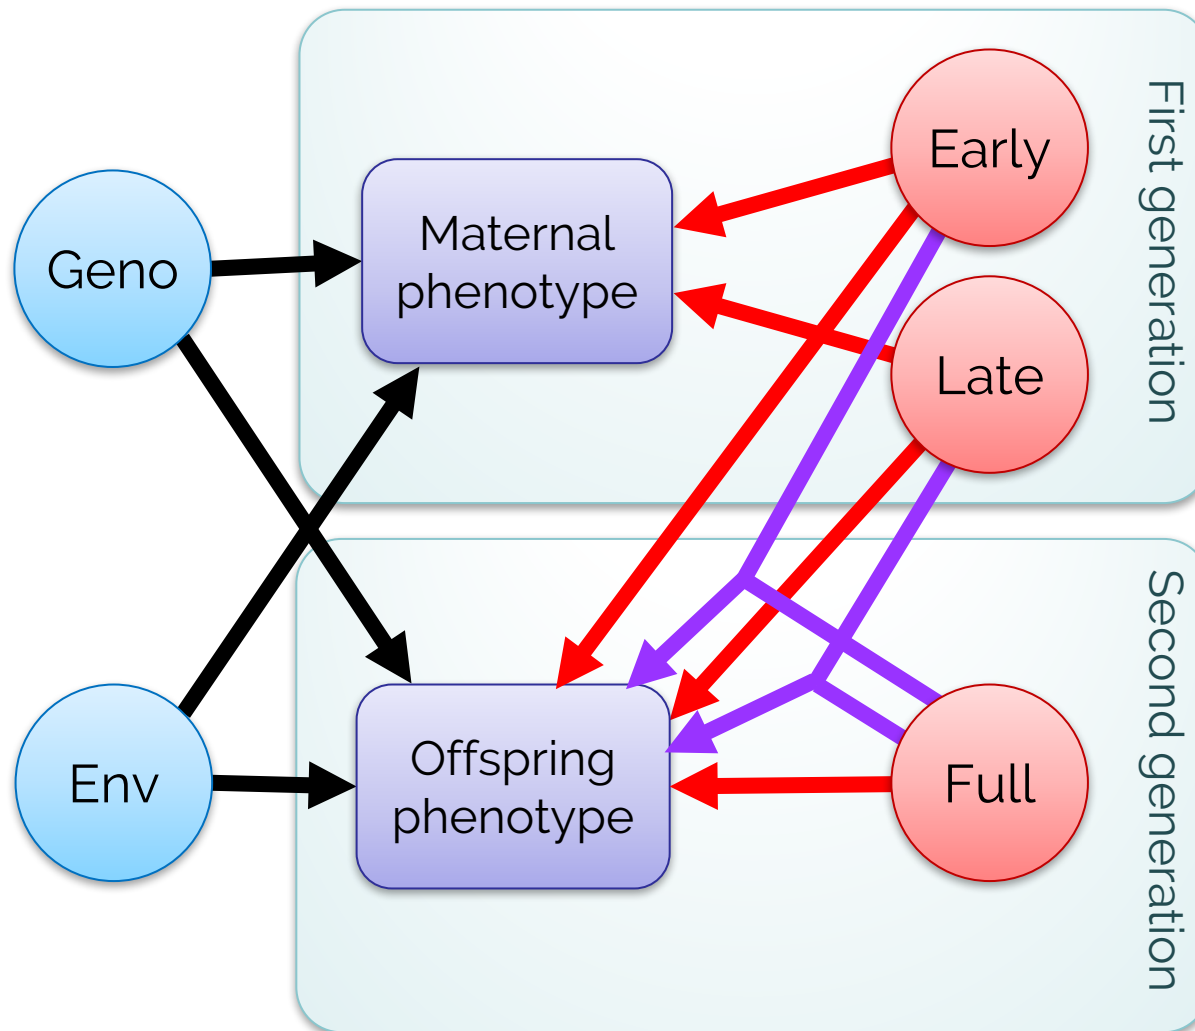 First generation
Early
Maternal
phenotype
Geno
Late
Second generation
Offspring
phenotype
Env
Full